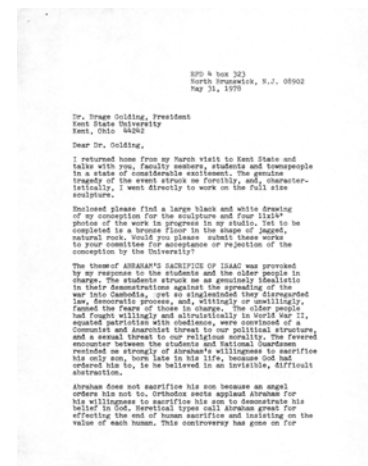 RFD 4 box 323
North Brunswick, N.J. 08902
May 31, 1978
Dr. Brage Golding, President
Kent State University
Kent, Ohio 44242
Dear Dr. Golding,
I returned home from my March visit to Kent State and
talks with you, faculty members, students and townspeople
in a state of considerable excitement. The genuine
tragedy of the event struck me forcibly, and, character-
istically, I went directly to work on the full size
sculpture.
Enclosed please find a large black and white drawing
of my conception for the sculpture and four 11x14"
photos of the work in progress in my studio. Yet to be
completed is a bronze floor in the shape of jagged,
natural rock. Would you please submit these works
to your committee for acceptance or rejection of the
conception by the University?
The theme of ABRAHAM'S SACRIFICE OF ISAAC was provoked
by my response to the students and the older people in
charge. The students struck me as genuinely idealistic
in their demonstrations against the spreading of the
war into Cambodia, yet so singleminded they disregarded
law, democratic process, and, wittingly or unwillingly,
fanned the fears of those in charge. The older people
had fought willingly and altruistically in World War II,
equated patriotism with obedience, were convinced of a
Communist and Anarchist threat to our political structure,
and a sexual threat to our religious morality. The fevered
encounter between the students and National Guardsmen
reminded me strongly of Abraham's willingness to sacrifice
his only son, born late in his life, because God had
ordered him to, ie he believed in an invisible, difficult
abstraction.
Abraham does not sacrifice his son because an angel
orders him not to. Orthodox sects applaud Abraham for
his willingness to sacrifice his son to demonstrate his
belief in God. Heretical types call Abraham great for
effecting the end of human sacrifice and insisting on the
value of each human. This controversy has gone on for